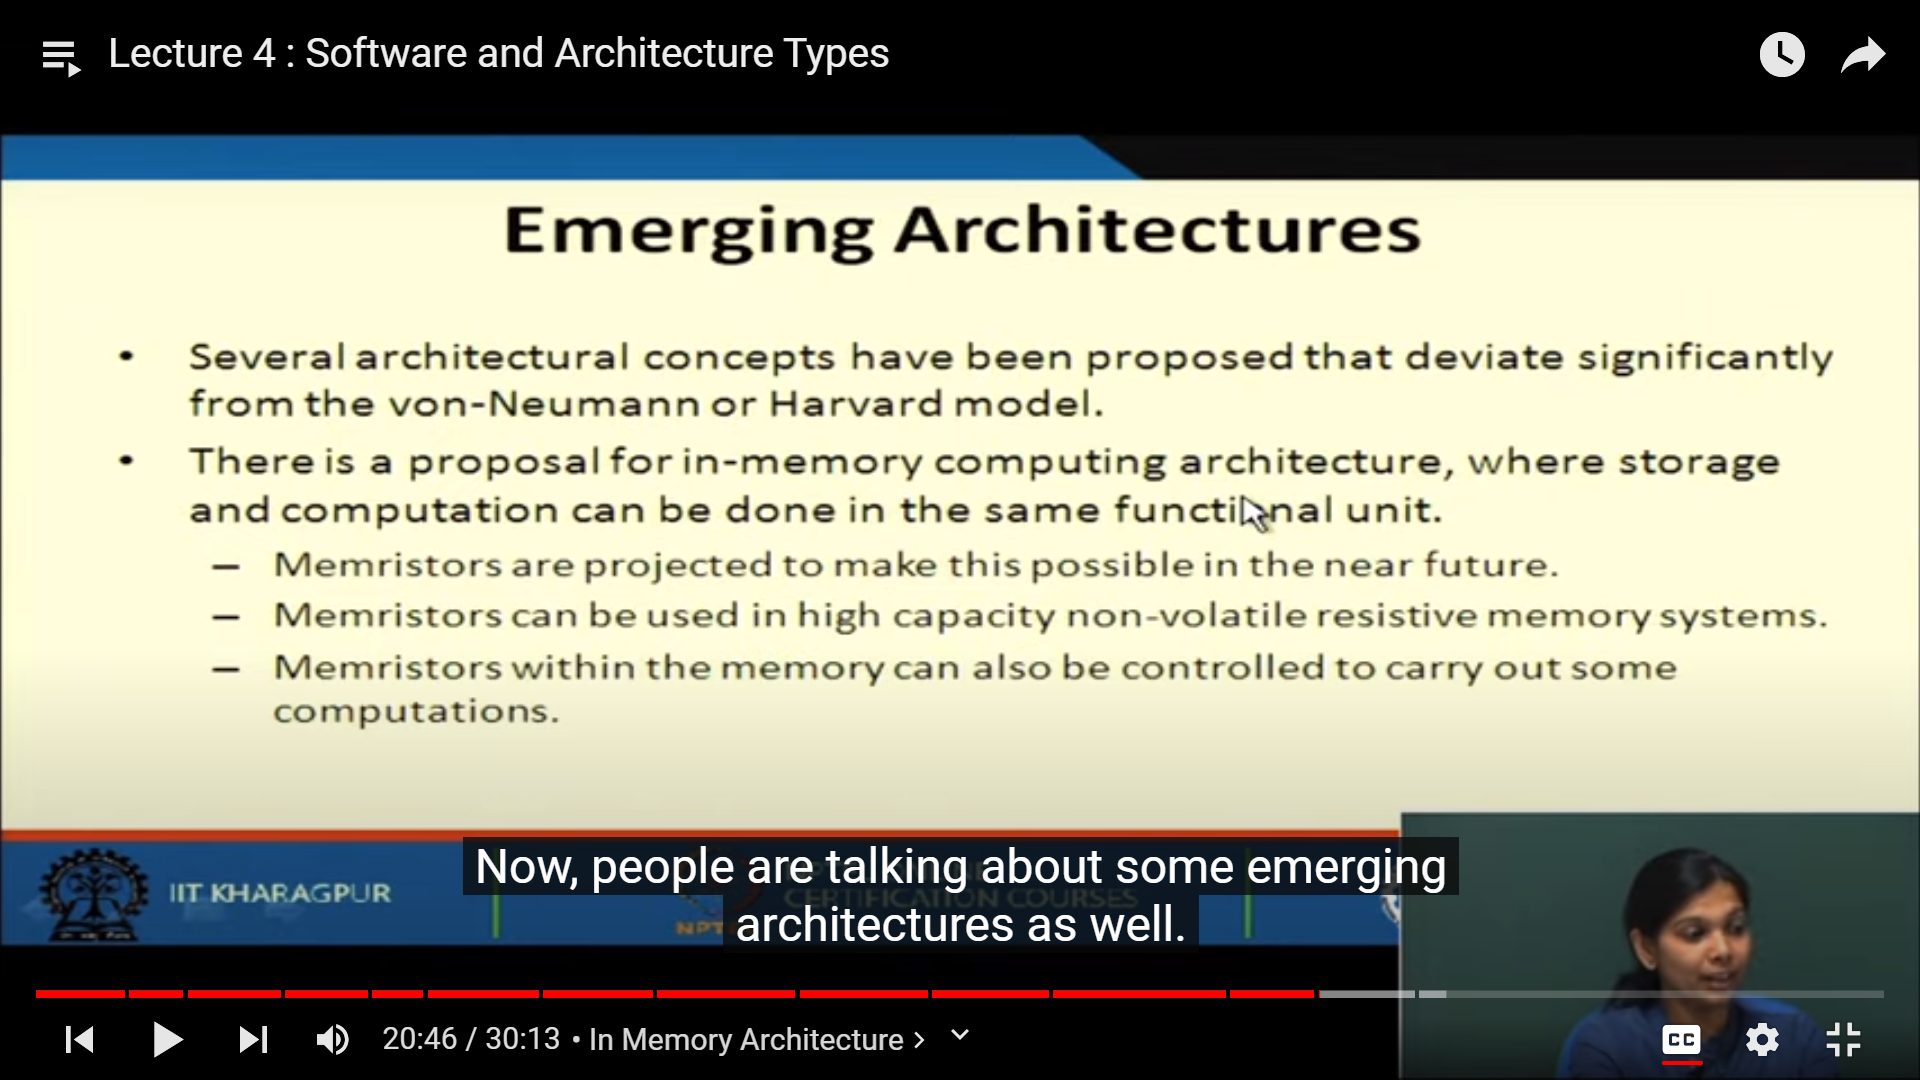 Lecture 4 : Software and Architecture Types
Emerging Architectures
• Several architectural concepts have been proposed that deviate significantly
from the von-Neumann or Harvard model.
• There is a proposal for in-memory computing architecture, where storage
and computation can be done in the same functional unit.
– Memristors are projected to make this possible in the near future.
– Memristors can be used in high capacity non-volatile resistive memory systems.
– Memristors within the memory can also be controlled to carry out some
computations.
IIT KHARAGPUR
CERTIFICATION COURSES
Now, people are talking about some emerging
architectures as well.
20:46 / 30:13 • In Memory Architecture
CC